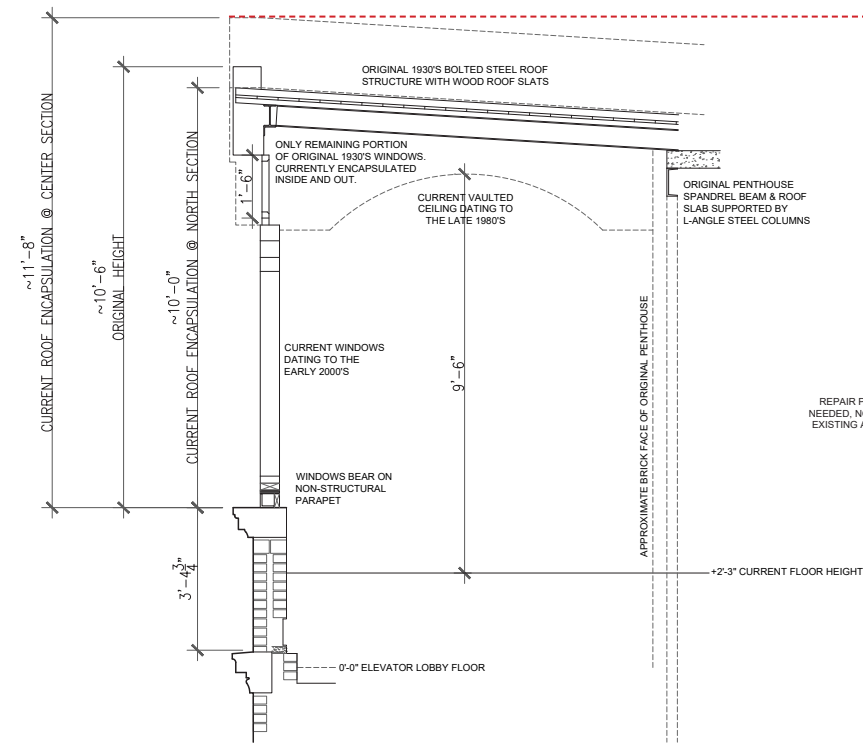 ORIGINAL 1930'S BOLTED STEEL ROOF
STRUCTURE WITH WOOD ROOF SLATS
ONLY REMAINING PORTION
OF ORIGINAL 1930'S WINDOWS.
CURRENTLY ENCAPSULATED
INSIDE AND OUT.
1'-6"
CURRENT VAULTED
CEILING DATING TO
THE LATE 1980'S
ORIGINAL PENTHOUSE
SPANDREL BEAM & ROOF
SLAB SUPPORTED BY
L-ANGLE STEEL COLUMNS
~11'-8"
CURRENT ROOF ENCAPSULATION @ CENTER SECTION
~10'-6"
ORIGINAL HEIGHT
~10'-0"
CURRENT ROOF ENCAPSULATION @ NORTH SECTION
CURRENT WINDOWS
DATING TO THE
EARLY 2000'S
9'-6"
APPROXIMATE BRICK FACE OF ORIGINAL PENTHOUSE
REPAIR
NEEDED,
EXISTING
WINDOWS BEAR ON
NON-STRUCTURAL
PARAPET
3'-4 3/4"
+2'-3" CURRENT FLOOR HEIGHT
0'-0" ELEVATOR LOBBY FLOOR